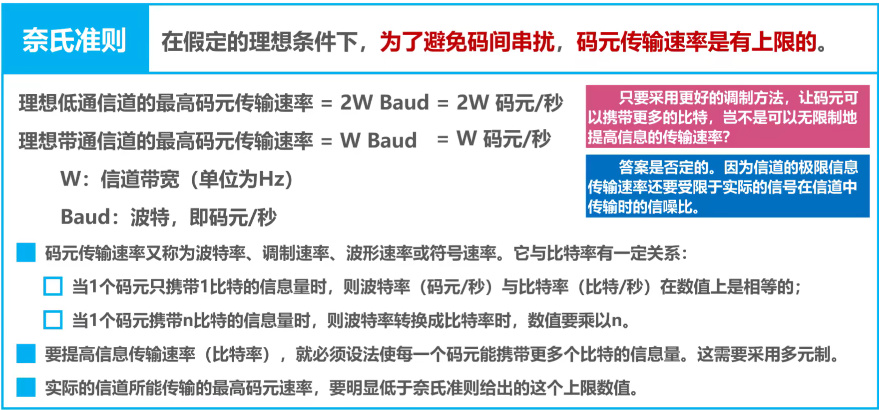 奈氏准则
在假定的理想条件下，为了避免码间串扰，码元传输速率是有上限的。
理想低通信道的最高码元传输速率 = 2W Baud = 2W 码元/秒
理想带通信道的最高码元传输速率 = W Baud = W 码元/秒
W：信道带宽（单位为Hz）
Baud：波特，即码元/秒
只要采用更好的调制方法，让码元可
以携带更多的比特，岂不是可以无限制地
提高信息的传输速率？
答案是否定的。因为信道的极限信息
传输速率还要受限于实际的信号在信道中
传输时的信噪比。
码元传输速率又称为波特率、调制速率、波形速率或符号速率。它与比特率有一定关系：
当1个码元只携带1比特的信息量时，则波特率（码元/秒）与比特率（比特/秒）在数值上是相等的；
当1个码元携带n比特的信息量时，则波特率转换成比特率时，数值要乘以n。
要提高信息传输速率（比特率），就必须设法使每一个码元能携带更多个比特的信息量。这需要采用多元制。
实际的信道所能传输的最高码元速率，要明显低于奈氏准则给出的这个上限数值。